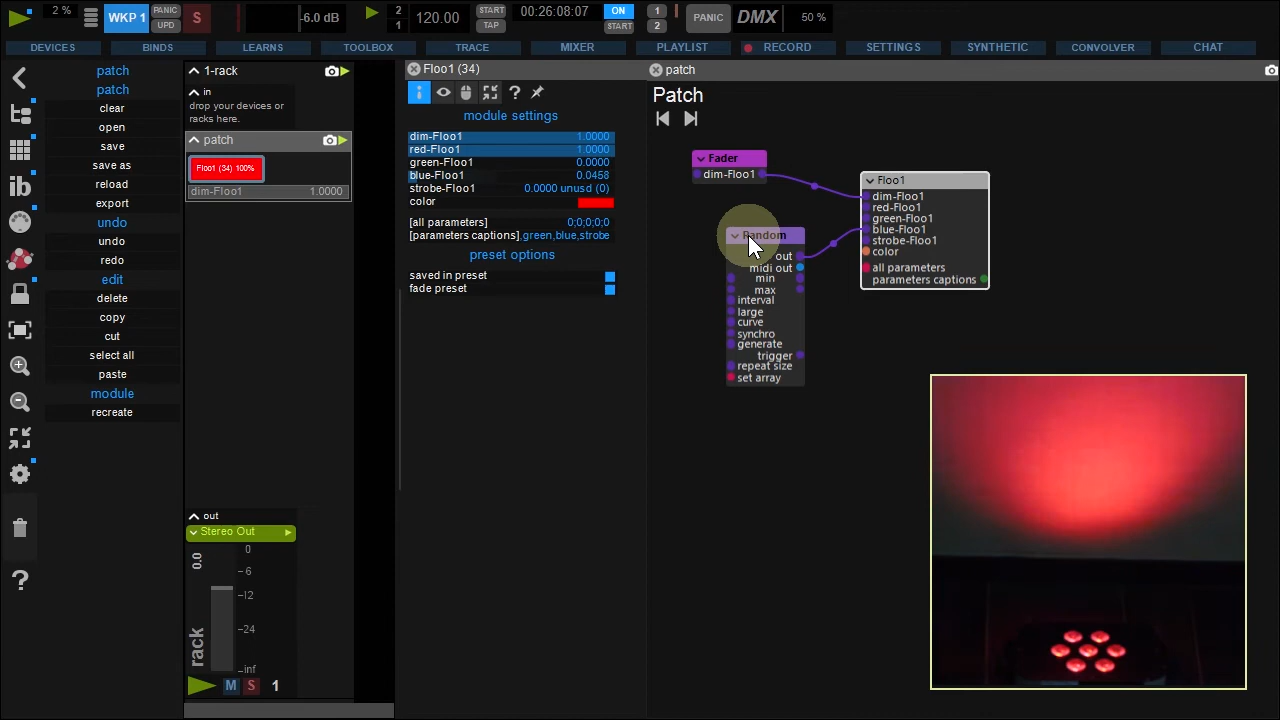 2 %
WKP 1
PANIC
UPD
S
-6.0 dB
2
1
120.00
START
TAP
00:26:08:07
ON
START
1
2
PANIC
DMX
50 %
DEVICES
BINDS
LEARNS
TOOLBOX
TRACE
MIXER
PLAYLIST
RECORD
SETTINGS
SYNTHETIC
CONVOLVER
CHAT
patch
patch
clear
open
save
save as
reload
export
undo
undo
redo
edit
delete
copy
cut
select all
paste
module
recreate
ib
?
1-rack
in
drop your devices or
racks here.
patch
Floo1 (34) 100%
dim-Floo1 1.0000
out
Stereo Out
0.0
0
-6
-12
-24
-inf
rack
M
S
1
Floo1 (34)
i
?
module settings
dim-Floo1 1.0000
red-Floo1 1.0000
green-Floo1 0.0000
blue-Floo1 0.0458
strobe-Floo1 0.0000 unusd (0)
color
[all parameters] 0;0;0;0;0
[parameters captions].green,blue,strobe
preset options
saved in preset
fade preset
patch
Patch
Fader
dim-Floo1
Random
out
midi out
min
max
interval
large
curve
synchro
generate
trigger
repeat size
set array
Floo1
dim-Floo1
red-Floo1
green-Floo1
blue-Floo1
strobe-Floo1
color
all parameters
parameters captions